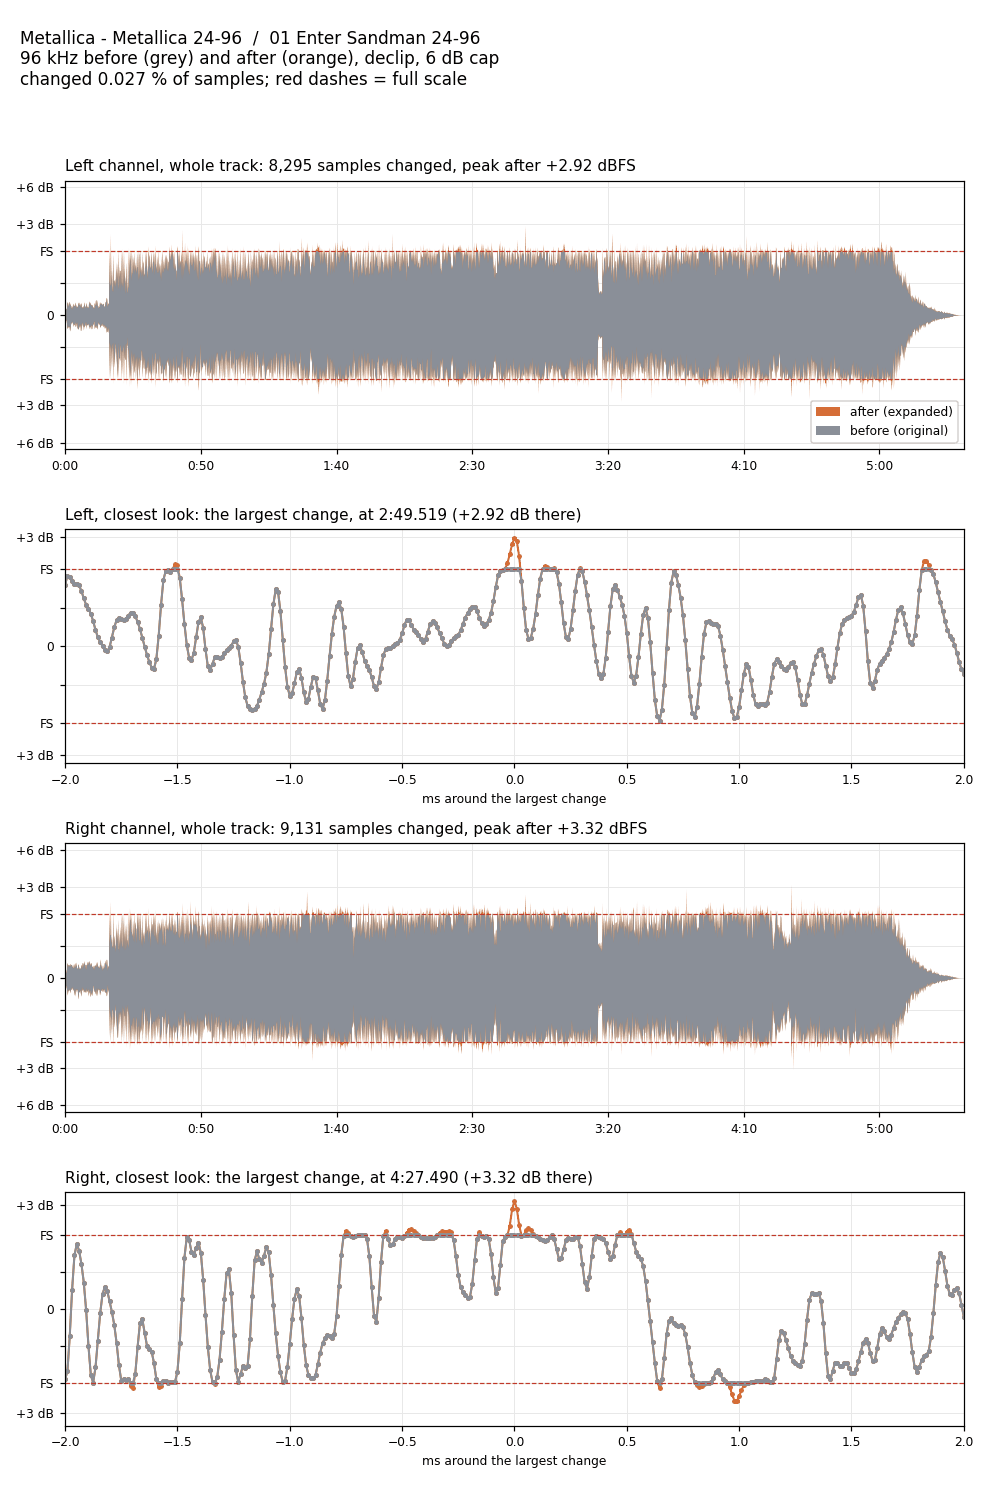 Metallica - Metallica 24-96  /  01 Enter Sandman 24-96
96 kHz before (grey) and after (orange), declip, 6 dB cap
changed 0.027 % of samples; red dashes = full scale
Left channel, whole track: 8,295 samples changed, peak after +2.92 dBFS
+6 dB
+3 dB
FS
0
FS
+3 dB
+6 dB
after (expanded)
before (original)
0:00 0:50 1:40 2:30 3:20 4:10 5:00
Left, closest look: the largest change, at 2:49.519 (+2.92 dB there)
+3 dB
FS
0
FS
+3 dB
−2.0 −1.5 −1.0 −0.5 0.0 0.5 1.0 1.5 2.0
ms around the largest change
Right channel, whole track: 9,131 samples changed, peak after +3.32 dBFS
+6 dB
+3 dB
FS
0
FS
+3 dB
+6 dB
0:00 0:50 1:40 2:30 3:20 4:10 5:00
Right, closest look: the largest change, at 4:27.490 (+3.32 dB there)
+3 dB
FS
0
FS
+3 dB
−2.0 −1.5 −1.0 −0.5 0.0 0.5 1.0 1.5 2.0
ms around the largest change